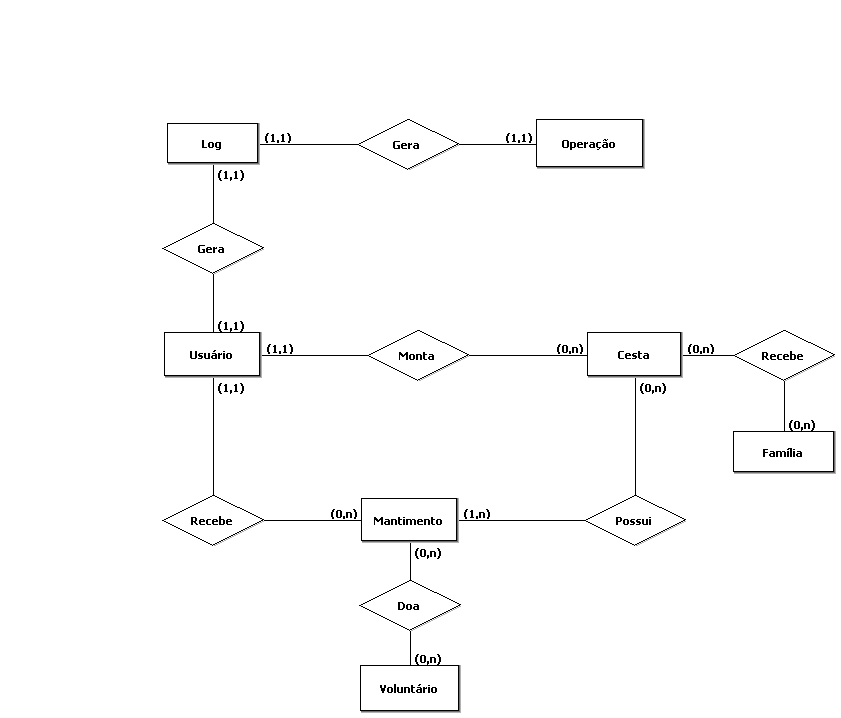 Log
(1,1)
Gera
(1,1)
Operação
(1,1)
Gera
(1,1)
Usuário
(1,1)
Monta
(0,n)
Cesta
(0,n)
Recebe
(1,1)
(0,n)
(0,n)
Família
Recebe
(0,n)
Mantimento
(1,n)
Possui
(0,n)
Doa
(0,n)
Voluntário